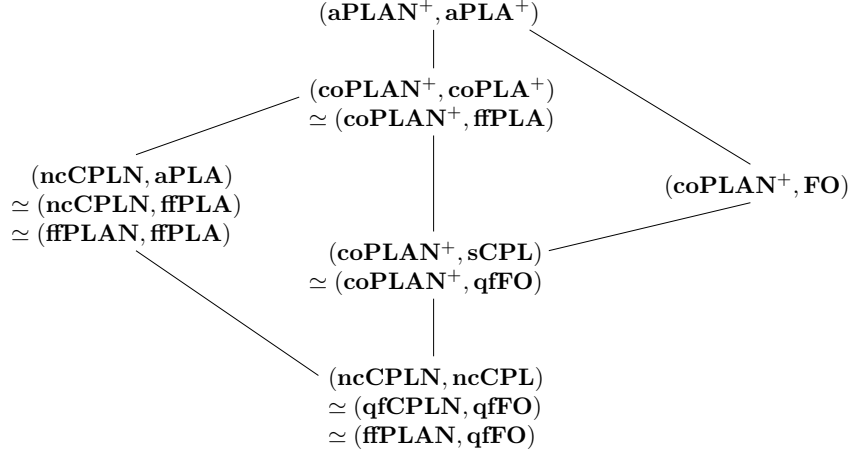 (aPLAN⁺, aPLA⁺)
(coPLAN⁺, coPLA⁺)
≃ (coPLAN⁺, ffPLA)
(ncCPLN, aPLA)
≃ (ncCPLN, ffPLA)
≃ (ffPLAN, ffPLA)
(coPLAN⁺, FO)
(coPLAN⁺, sCPL)
≃ (coPLAN⁺, qfFO)
(ncCPLN, ncCPL)
≃ (qfCPLN, qfFO)
≃ (ffPLAN, qfFO)